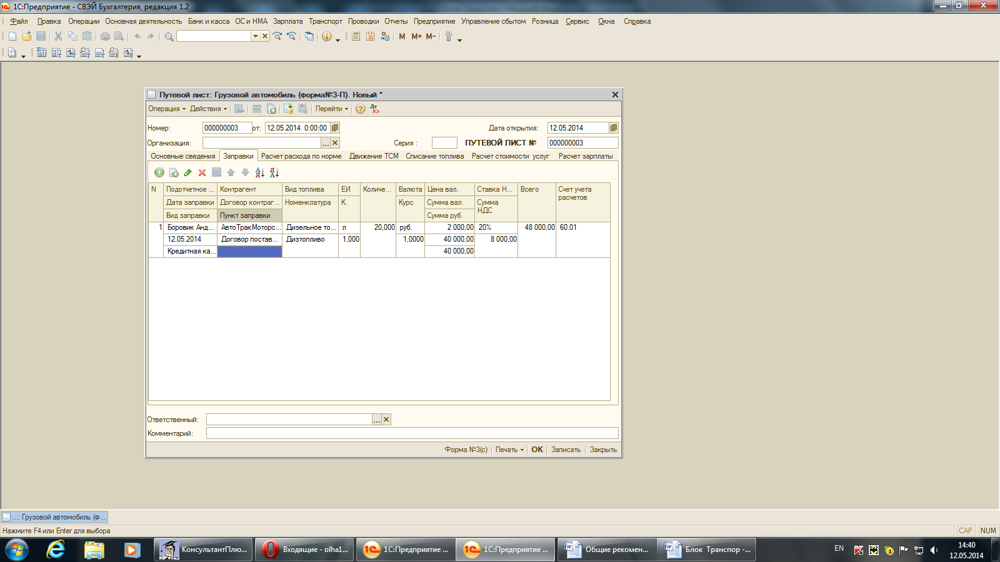 1С:Предприятие - СВЭЙ Бухгалтерия, редакция 1.2
Файл Правка Операции Основная деятельность Банк и касса ОС и НМА Зарплата Транспорт Проводки Отчеты Предприятие Управление сбытом Розница Сервис Окна Справка
M M+ M-
Путевой лист: Грузовой автомобиль (форма№3-П). Новый *
Операция Действия Перейти Дт Кт
Номер: 000000003 от: 12.05.2014 0:00:00 Дата открытия: 12.05.2014
Организация: ... Серия : ПУТЕВОЙ ЛИСТ № 000000003
Основные сведения Заправки Расчет расхода по норме Движение ТСМ Списание топлива Расчет стоимости услуг Расчет зарплаты
N Подотчетное ... Контрагент Вид топлива ЕИ Количе... Валюта Цена вал. Ставка Н... Всего Счет учета расчетов
Дата заправки Договор контраг... Номенклатура К. Курс Сумма вал. Сумма НДС
Вид заправки Пункт заправки Сумма руб.
1 Боровик Анд... АвтоТракМоторс... Дизельное то... л 20,000 руб. 2 000,00 20% 48 000,00 60.01
12.05.2014 Договор постав... Дизтопливо 1,000 1,0000 40 000,00 8 000,00
Кредитная ка... 40 000,00
Ответственный: ...
Комментарий:
Форма №3(с) Печать OK Записать Закрыть
...: Грузовой автомобиль (ф...
Нажмите F4 или Enter для выбора CAP NUM
КонсультантПлю... Входящие - olha1... 1С:Предприятие ... 1С:Предприятие ... Общие рекомен... Блок Транспор -... EN 14:40
12.05.2014